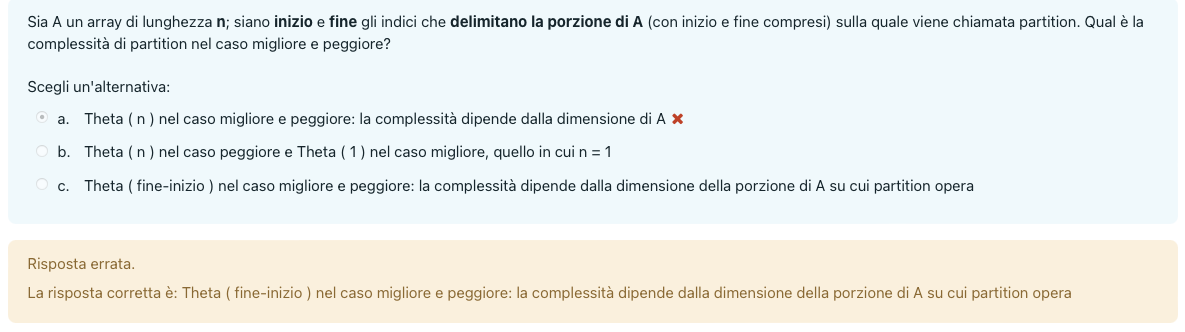 Sia A un array di lunghezza n; siano inizio e fine gli indici che delimitano la porzione di A (con inizio e fine compresi) sulla quale viene chiamata partition. Qual è la
complessità di partition nel caso migliore e peggiore?
Scegli un'alternativa:
a. Theta ( n ) nel caso migliore e peggiore: la complessità dipende dalla dimensione di A ✖
b. Theta ( n ) nel caso peggiore e Theta ( 1 ) nel caso migliore, quello in cui n = 1
c. Theta ( fine-inizio ) nel caso migliore e peggiore: la complessità dipende dalla dimensione della porzione di A su cui partition opera
Risposta errata.
La risposta corretta è: Theta ( fine-inizio ) nel caso migliore e peggiore: la complessità dipende dalla dimensione della porzione di A su cui partition opera